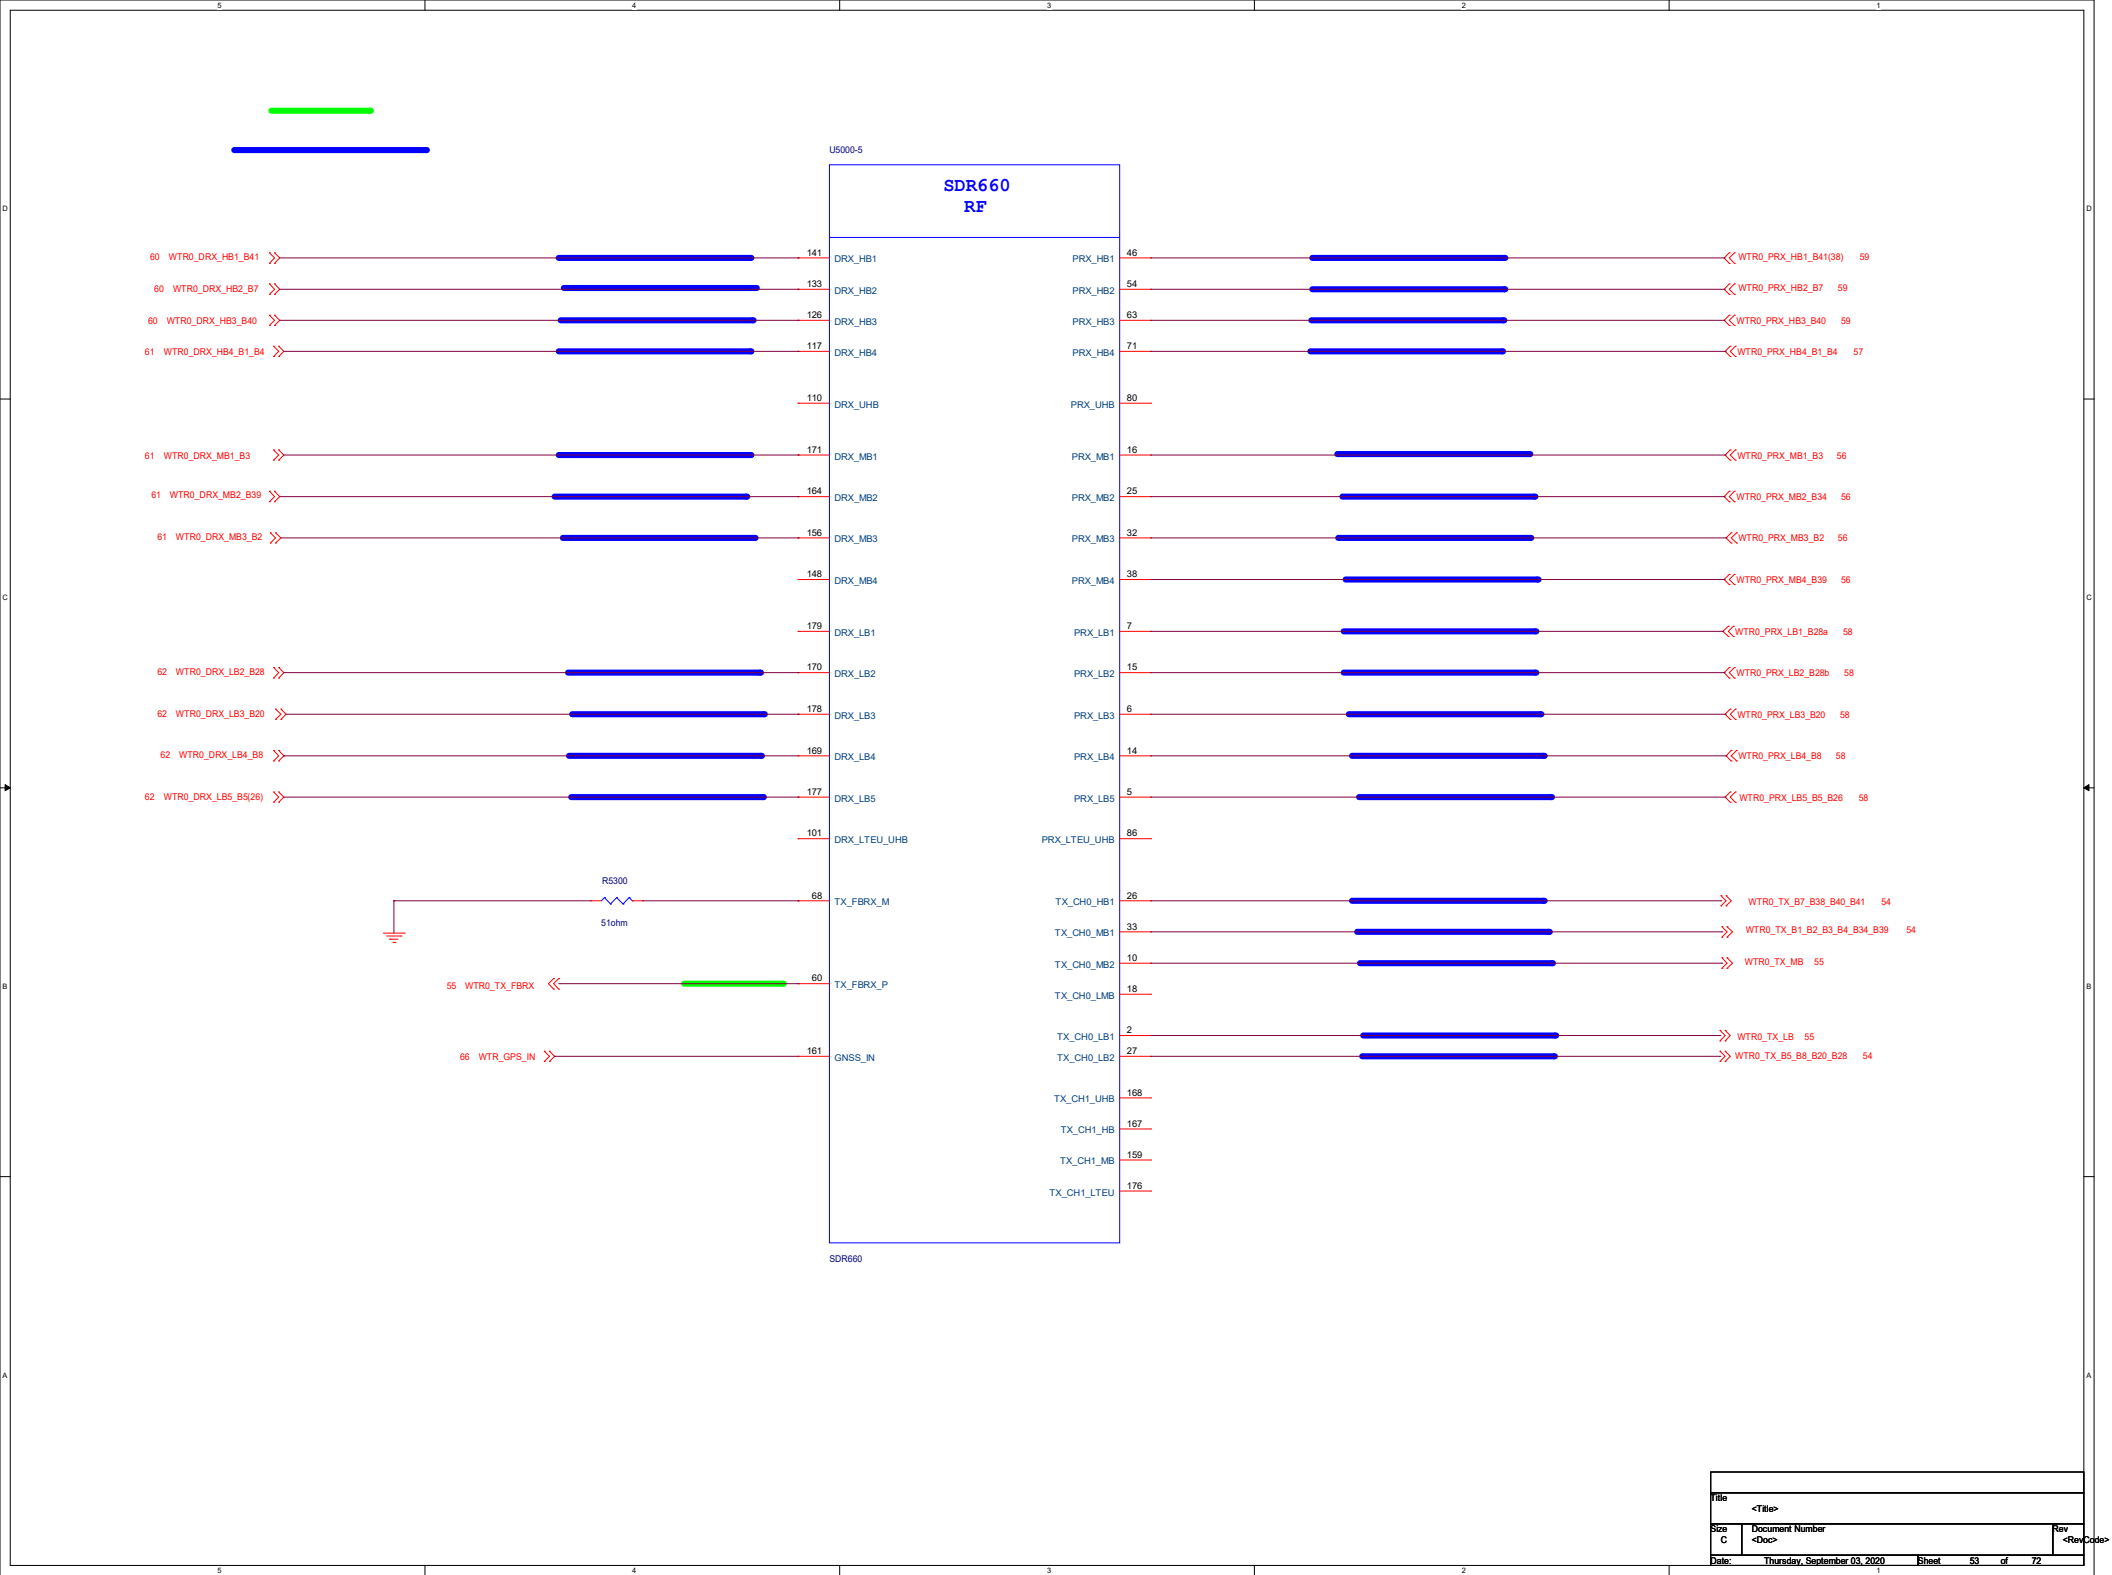 5 4 3 2 1
U5000-5
SDR660
RF
D D
60 WTR0_DRX_HB1_B41 141 DRX_HB1 PRX_HB1 46 WTR0_PRX_HB1_B41(38) 59
60 WTR0_DRX_HB2_B7 133 DRX_HB2 PRX_HB2 54 WTR0_PRX_HB2_B7 59
60 WTR0_DRX_HB3_B40 126 DRX_HB3 PRX_HB3 63 WTR0_PRX_HB3_B40 59
61 WTR0_DRX_HB4_B1_B4 117 DRX_HB4 PRX_HB4 71 WTR0_PRX_HB4_B1_B4 57
110 DRX_UHB PRX_UHB 80
61 WTR0_DRX_MB1_B3 171 DRX_MB1 PRX_MB1 16 WTR0_PRX_MB1_B3 56
61 WTR0_DRX_MB2_B39 164 DRX_MB2 PRX_MB2 25 WTR0_PRX_MB2_B34 56
61 WTR0_DRX_MB3_B2 156 DRX_MB3 PRX_MB3 32 WTR0_PRX_MB3_B2 56
148 DRX_MB4 PRX_MB4 38 WTR0_PRX_MB4_B39 56
C C
179 DRX_LB1 PRX_LB1 7 WTR0_PRX_LB1_B28a 58
62 WTR0_DRX_LB2_B28 170 DRX_LB2 PRX_LB2 15 WTR0_PRX_LB2_B28b 58
62 WTR0_DRX_LB3_B20 178 DRX_LB3 PRX_LB3 6 WTR0_PRX_LB3_B20 58
62 WTR0_DRX_LB4_B8 169 DRX_LB4 PRX_LB4 14 WTR0_PRX_LB4_B8 58
62 WTR0_DRX_LB5_B5(26) 177 DRX_LB5 PRX_LB5 5 WTR0_PRX_LB5_B5_B26 58
101 DRX_LTEU_UHB PRX_LTEU_UHB 86
R5300
68 TX_FBRX_M TX_CH0_HB1 26 WTR0_TX_B7_B38_B40_B41 54
51ohm
TX_CH0_MB1 33 WTR0_TX_B1_B2_B3_B4_B34_B39 54
TX_CH0_MB2 10 WTR0_TX_MB 55
55 WTR0_TX_FBRX 60 TX_FBRX_P
B B
TX_CH0_LMB 18
TX_CH0_LB1 2 WTR0_TX_LB 55
66 WTR_GPS_IN 161 GNSS_IN TX_CH0_LB2 27 WTR0_TX_B5_B8_B20_B28 54
TX_CH1_UHB 168
TX_CH1_HB 167
TX_CH1_MB 159
TX_CH1_LTEU 176
SDR660
A A
Title
<Title>
Size Document Number Rev
C <Doc> <RevCode>
Date: Thursday, September 03, 2020 Sheet 53 of 72
5 4 3 2 1